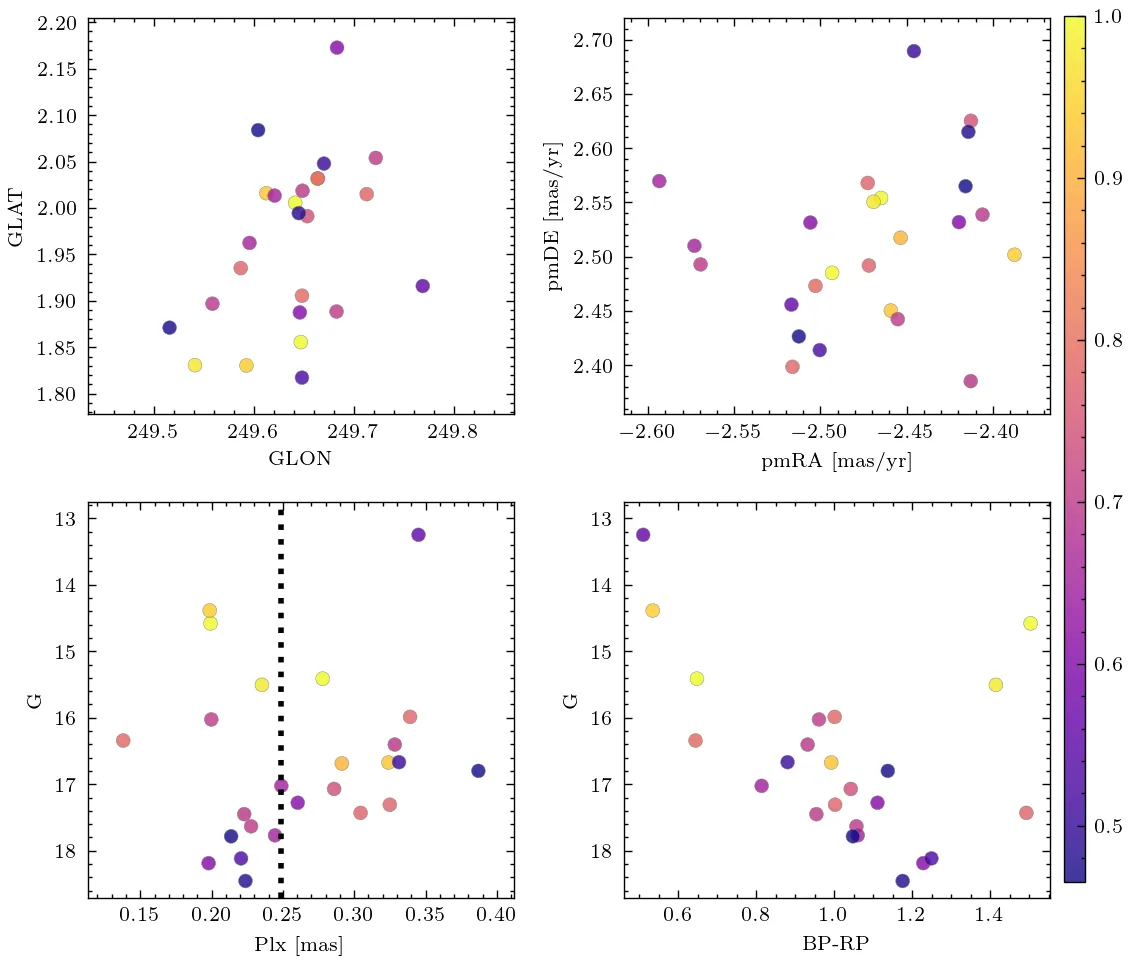 2.20
2.15
2.10
2.05
2.00
1.95
1.90
1.85
1.80
GLAT
249.5 249.6 249.7 249.8
GLON
2.70
2.65
2.60
2.55
2.50
2.45
2.40
pmDE [mas/yr]
−2.60 −2.55 −2.50 −2.45 −2.40
pmRA [mas/yr]
1.0
0.9
0.8
0.7
0.6
0.5
13
14
15
16
17
18
G
0.15 0.20 0.25 0.30 0.35 0.40
Plx [mas]
13
14
15
16
17
18
G
0.6 0.8 1.0 1.2 1.4
BP-RP